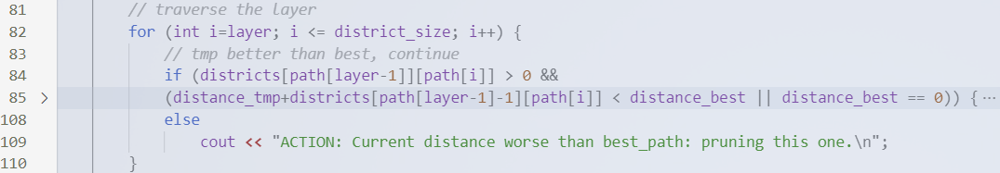 81 // traverse the layer
82 for (int i=layer; i <= district_size; i++) {
83 // tmp better than best, continue
84 if (districts[path[layer-1]][path[i]] > 0 &&
85 > (distance_tmp+districts[path[layer-1]-1][path[i]] < distance_best || distance_best == 0)) { ⋯
108 else
109 cout << "ACTION: Current distance worse than best_path: pruning this one.\n";
110 }